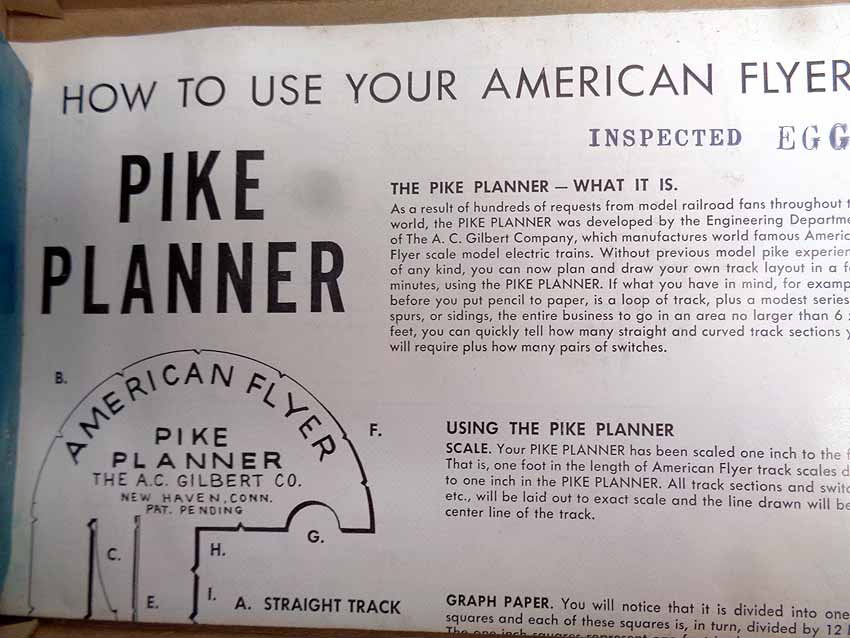 HOW TO USE YOUR AMERICAN FLYER
INSPECTED EGG
PIKE
PLANNER
THE PIKE PLANNER — WHAT IT IS.
As a result of hundreds of requests from model railroad fans throughout t
world, the PIKE PLANNER was developed by the Engineering Departme
of The A. C. Gilbert Company, which manufactures world famous Americ
Flyer scale model electric trains. Without previous model pike experien
of any kind, you can now plan and draw your own track layout in a f
minutes, using the PIKE PLANNER. If what you have in mind, for examp
before you put pencil to paper, is a loop of track, plus a modest series
spurs, or sidings, the entire business to go in an area no larger than 6
feet, you can quickly tell how many straight and curved track sections y
will require plus how many pairs of switches.
B.
AMERICAN FLYER
PIKE
PLANNER
THE A.C. GILBERT CO.
NEW HAVEN, CONN.
PAT. PENDING
F.
G.
C.
H.
E.
I.
A. STRAIGHT TRACK
USING THE PIKE PLANNER
SCALE. Your PIKE PLANNER has been scaled one inch to the f
That is, one foot in the length of American Flyer track scales d
to one inch in the PIKE PLANNER. All track sections and switc
etc., will be laid out to exact scale and the line drawn will be
center line of the track.
GRAPH PAPER. You will notice that it is divided into one
squares and each of these squares is, in turn, divided by 12
The one-inch squares represent